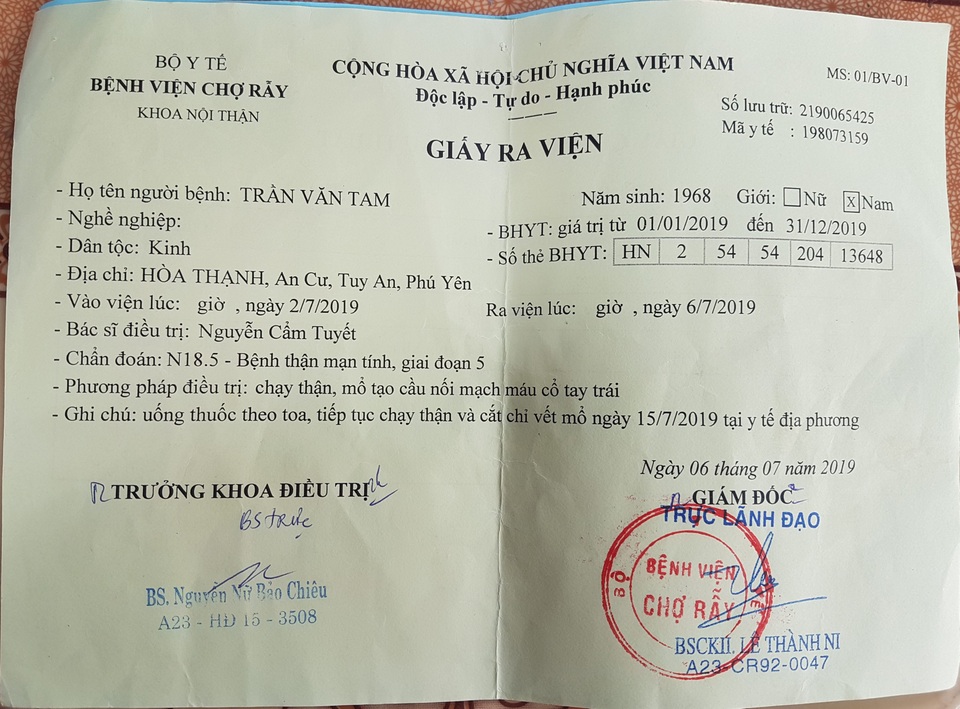 BỘ Y TẾ
BỆNH VIỆN CHỢ RẪY
KHOA NỘI THẬN
CỘNG HÒA XÃ HỘI CHỦ NGHĨA VIỆT NAM
Độc lập - Tự do - Hạnh phúc
MS: 01/BV-01
Số lưu trữ: 2190065425
Mã y tế : 198073159
GIẤY RA VIỆN
- Họ tên người bệnh: TRẦN VĂN TAM
Năm sinh: 1968 Giới: Nữ X Nam
- Nghề nghiệp:
- BHYT: giá trị từ 01/01/2019 đến 31/12/2019
- Dân tộc: Kinh
- Số thẻ BHYT: HN 2 54 54 204 13648
- Địa chỉ: HÒA THẠNH, An Cư, Tuy An, Phú Yên
- Vào viện lúc: giờ , ngày 2/7/2019 Ra viện lúc: giờ , ngày 6/7/2019
- Bác sĩ điều trị: Nguyễn Cẩm Tuyết
- Chẩn đoán: N18.5 - Bệnh thận mạn tính, giai đoạn 5
- Phương pháp điều trị: chạy thận, mổ tạo cầu nối mạch máu cổ tay trái
- Ghi chú: uống thuốc theo toa, tiếp tục chạy thận và cắt chỉ vết mổ ngày 15/7/2019 tại y tế địa phương
Ngày 06 tháng 07 năm 2019
TRƯỞNG KHOA ĐIỀU TRỊ
BS trực
BS. Nguyễn Nữ Bảo Chiêu
A23 - HĐ 15 - 3508
GIÁM ĐỐC
TRỰC LÃNH ĐẠO
BỘ Y TẾ
BỆNH VIỆN
CHỢ RẪY
BSCKII. LÊ THÀNH NI
A23-CR92-0047